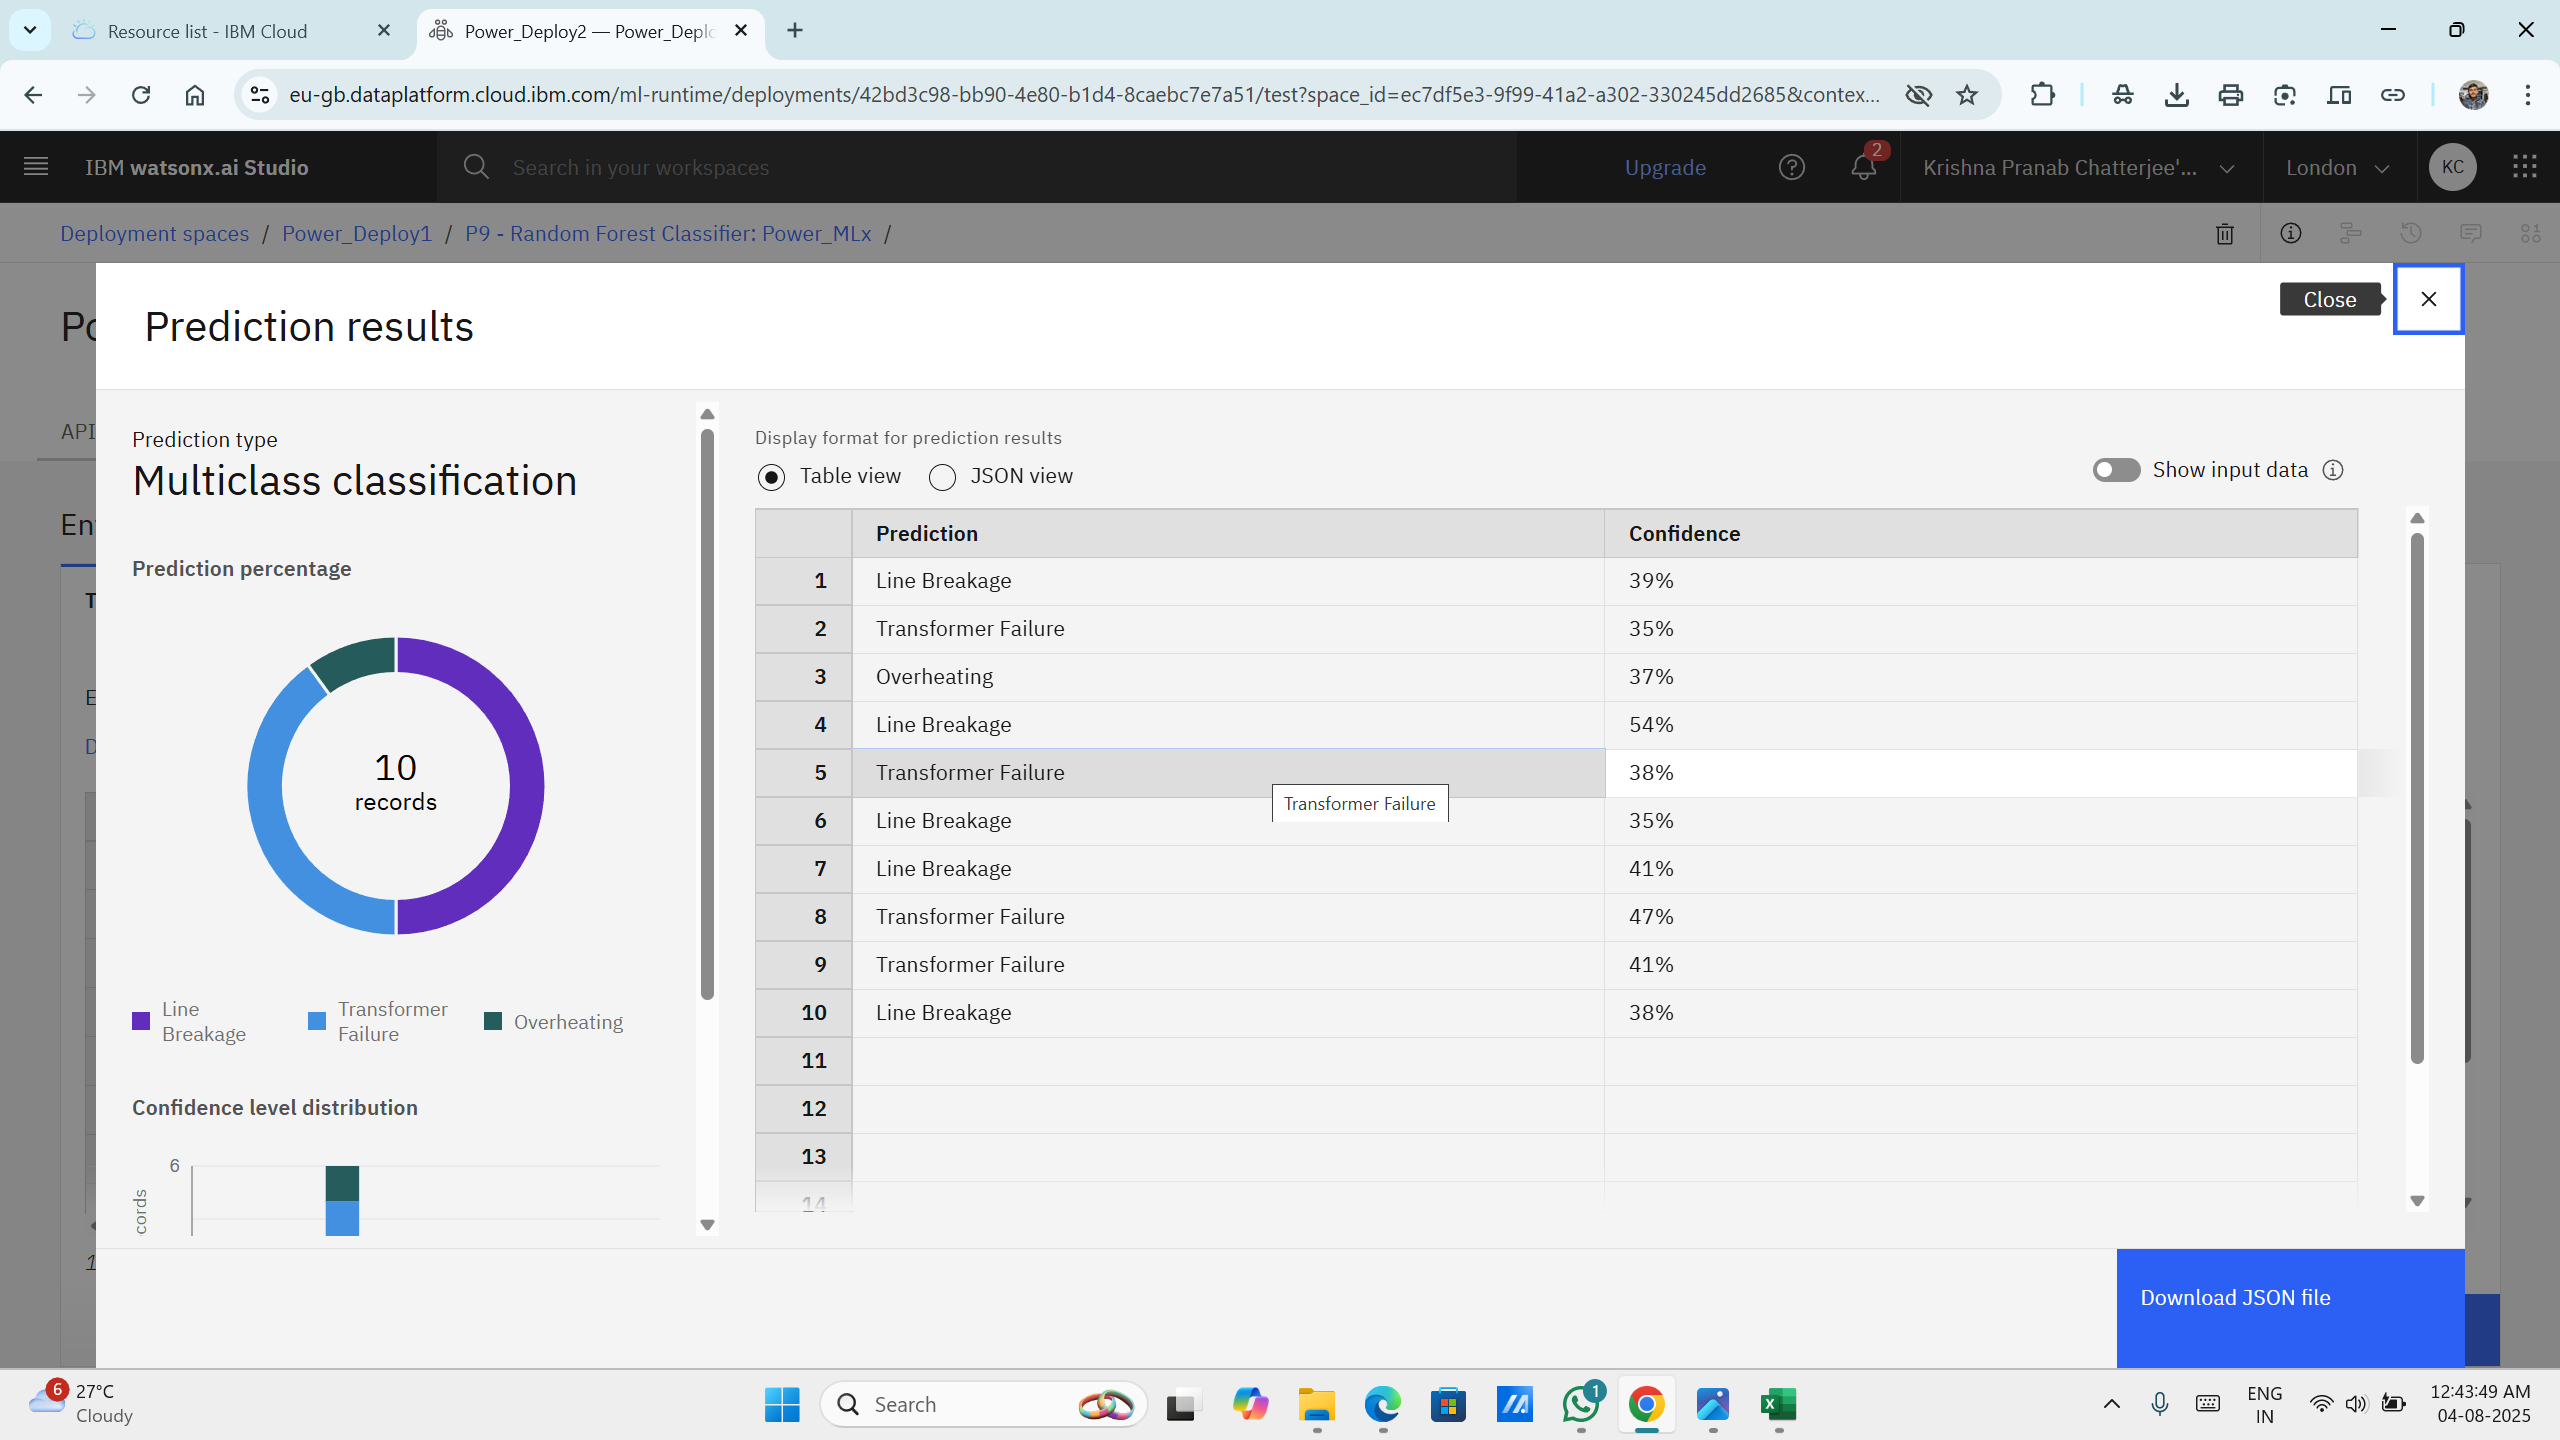 Resource list - IBM Cloud
Power_Deploy2 — Power_Deplo
eu-gb.dataplatform.cloud.ibm.com/ml-runtime/deployments/42bd3c98-bb90-4e80-b1d4-8caebc7e7a51/test?space_id=ec7df5e3-9f99-41a2-a302-330245dd2685&contex...
IBM watsonx.ai Studio
Search in your workspaces
Upgrade
2
Krishna Pranab Chatterjee'...
London
KC
Deployment spaces / Power_Deploy1 / P9 - Random Forest Classifier: Power_MLx /
Po
Prediction results
Close
API
Prediction type
Multiclass classification
Display format for prediction results
Table view
JSON view
Show input data
Ent
Prediction percentage
10
records
Line Breakage
Transformer Failure
Overheating
Confidence level distribution
6
cords
Prediction Confidence
1 Line Breakage 39%
2 Transformer Failure 35%
3 Overheating 37%
4 Line Breakage 54%
5 Transformer Failure 38%
Transformer Failure
6 Line Breakage 35%
7 Line Breakage 41%
8 Transformer Failure 47%
9 Transformer Failure 41%
10 Line Breakage 38%
11
12
13
14
Download JSON file
6
27°C
Cloudy
Search
1
ENG
IN
12:43:49 AM
04-08-2025